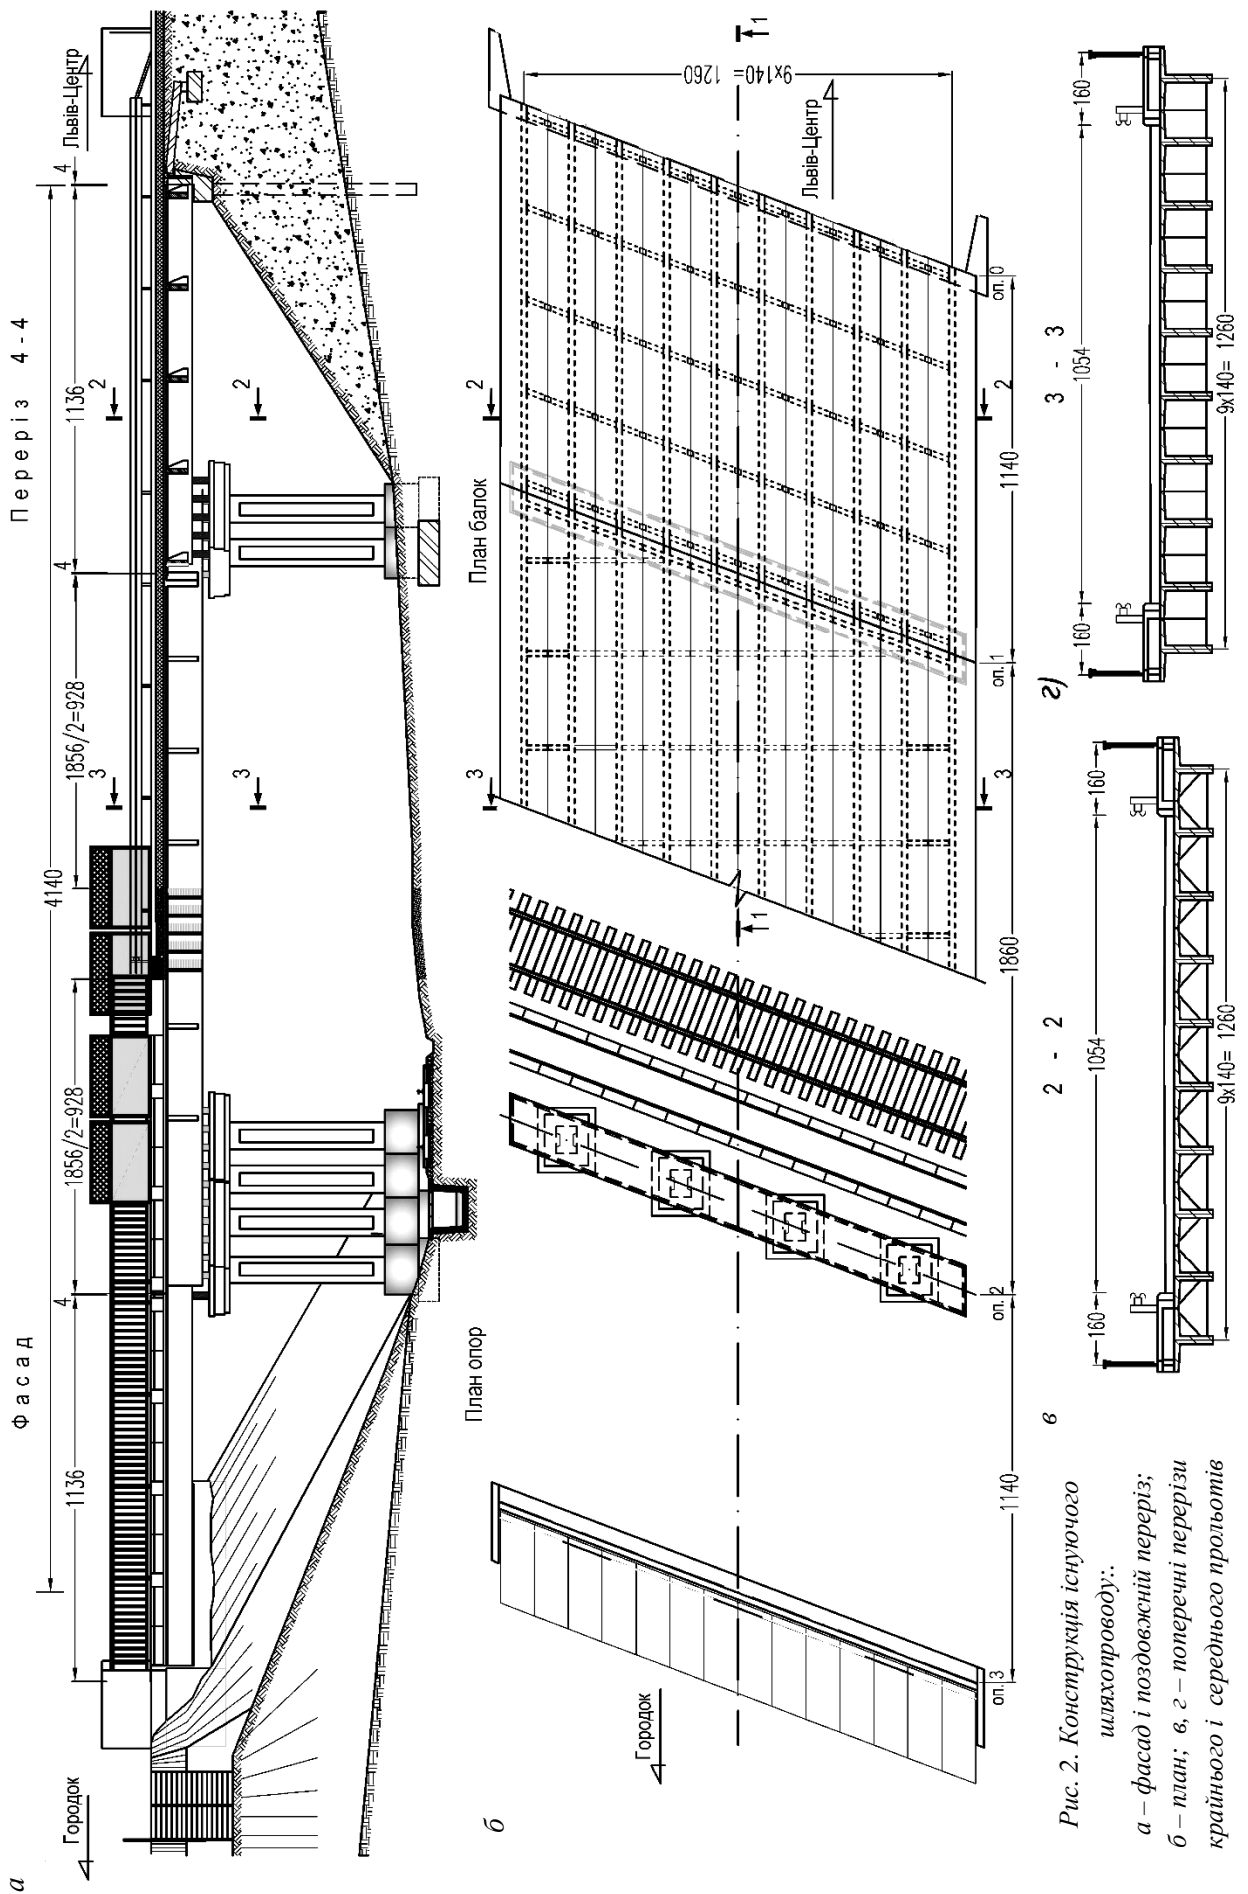 а
Фасад
Переріз 4 - 4
Городок
Львів-Центр
4140
1136
4
1856/2=928
1856/2=928
4
1136
4
3
3
2
2
б
План опор
План балок
Городок
Львів-Центр
3
3
2
2
1
1
9x140= 1260
оп. 3
оп. 2
оп. 1
оп. 0
1140
1860
1140
в
2 - 2
160
1054
160
9x140= 1260
г)
3 - 3
160
1054
160
9x140= 1260
Рис. 2. Конструкція існуючого
шляхопроводу:.
а – фасад і поздовжній переріз;
б – план; в, г – поперечні перерізи
крайнього і середнього прольотів